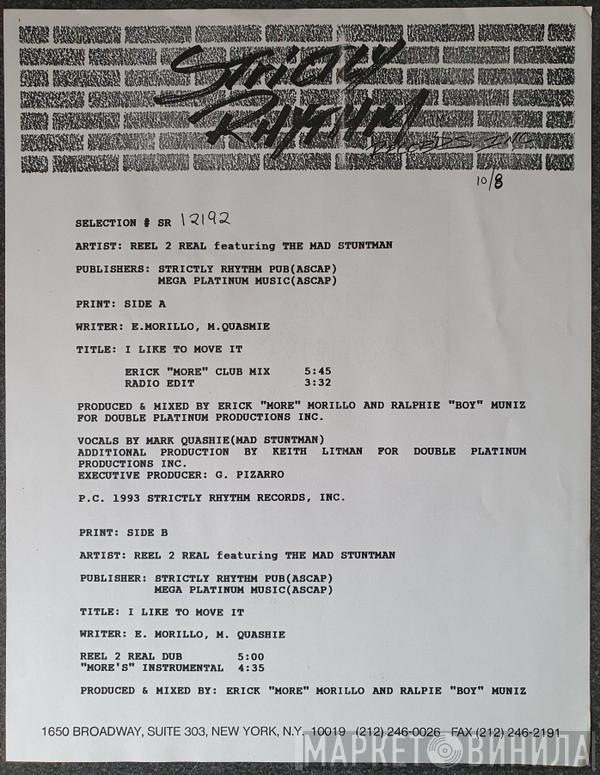 STRICTLY
RHYTHM
RECORDS INC
10/8
SELECTION # SR 12192
ARTIST: REEL 2 REAL featuring THE MAD STUNTMAN
PUBLISHERS: STRICTLY RHYTHM PUB(ASCAP)
MEGA PLATINUM MUSIC(ASCAP)
PRINT: SIDE A
WRITER: E.MORILLO, M.QUASMIE
TITLE: I LIKE TO MOVE IT
ERICK "MORE" CLUB MIX 5:45
RADIO EDIT 3:32
PRODUCED & MIXED BY ERICK "MORE" MORILLO AND RALPHIE "BOY" MUNIZ
FOR DOUBLE PLATINUM PRODUCTIONS INC.
VOCALS BY MARK QUASHIE(MAD STUNTMAN)
ADDITIONAL PRODUCTION BY KEITH LITMAN FOR DOUBLE PLATINUM
PRODUCTIONS INC.
EXECUTIVE PRODUCER: G. PIZARRO
P.C. 1993 STRICTLY RHYTHM RECORDS, INC.
PRINT: SIDE B
ARTIST: REEL 2 REAL featuring THE MAD STUNTMAN
PUBLISHER: STRICTLY RHYTHM PUB(ASCAP)
MEGA PLATINUM MUSIC(ASCAP)
TITLE: I LIKE TO MOVE IT
WRITER: E. MORILLO, M. QUASHIE
REEL 2 REAL DUB 5:00
"MORE'S" INSTRUMENTAL 4:35
PRODUCED & MIXED BY: ERICK "MORE" MORILLO AND RALPIE "BOY" MUNIZ
1650 BROADWAY, SUITE 303, NEW YORK, N.Y. 10019 (212) 246-0026 FAX (212) 246-2191
МАРКЕТ ВИНИЛА